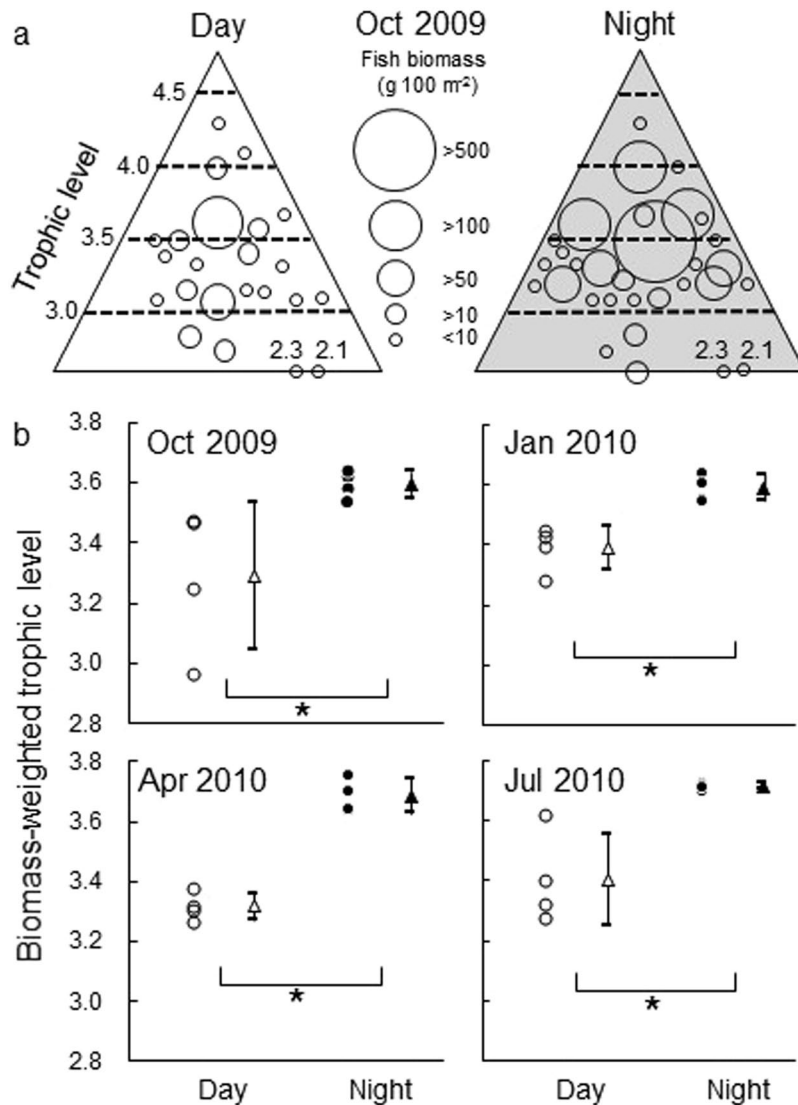 a
Day
Oct 2009
Night
Fish biomass
(g 100 m⁻²)
Trophic level
4.5
4.0
3.5
3.0
>500
>100
>50
>10
<10
2.3 2.1
2.3 2.1
b
Biomass-weighted trophic level
Oct 2009
3.8
3.6
3.4
3.2
3.0
2.8
*
Jan 2010
*
Apr 2010
3.8
3.6
3.4
3.2
3.0
2.8
*
Jul 2010
*
Day Night
Day Night